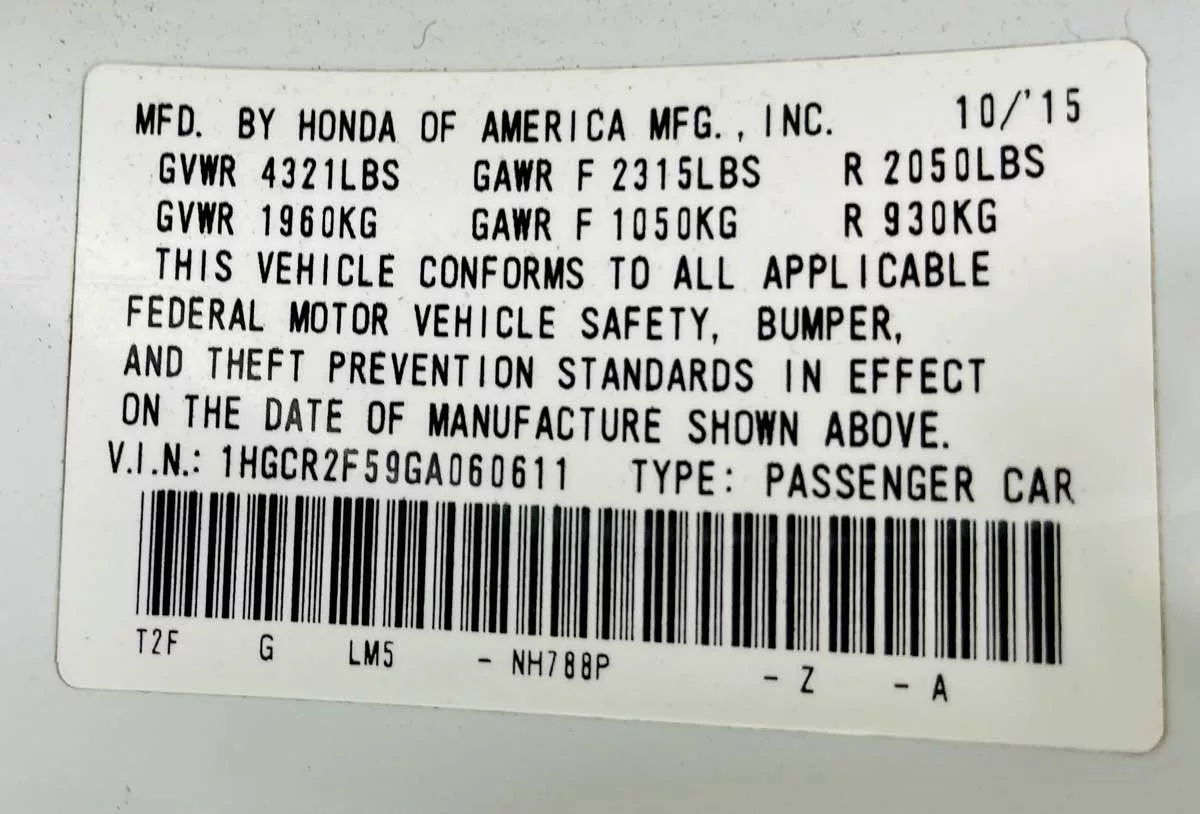 MFD. BY HONDA OF AMERICA MFG., INC. 10/'15
GVWR 4321LBS GAWR F 2315LBS R 2050LBS
GVWR 1960KG GAWR F 1050KG R 930KG
THIS VEHICLE CONFORMS TO ALL APPLICABLE
FEDERAL MOTOR VEHICLE SAFETY, BUMPER,
AND THEFT PREVENTION STANDARDS IN EFFECT
ON THE DATE OF MANUFACTURE SHOWN ABOVE.
V.I.N.: 1HGCR2F59GA060611 TYPE: PASSENGER CAR
T2F G LM5 - NH788P - Z - A